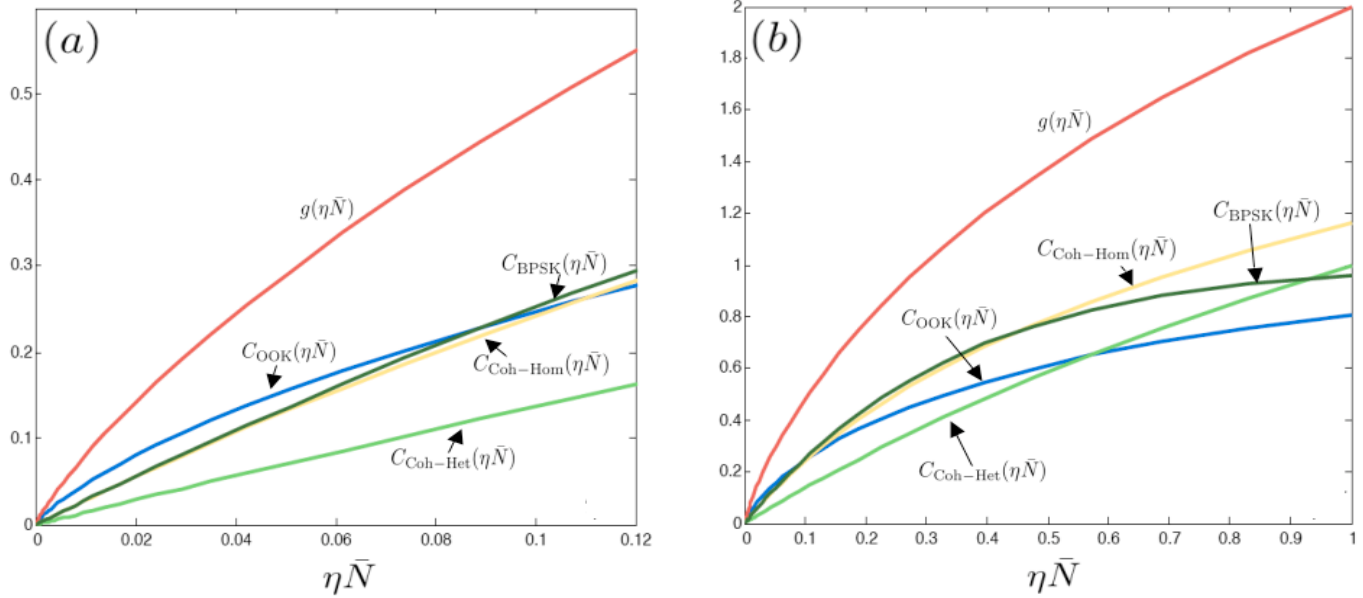 (a)
0.5
0.4
0.3
0.2
0.1
0
g(ηN̄)
C_BPSK(ηN̄)
C_OOK(ηN̄)
C_Coh−Hom(ηN̄)
C_Coh−Het(ηN̄)
0 0.02 0.04 0.06 0.08 0.1 0.12
ηN̄
(b)
2
1.8
1.6
1.4
1.2
1
0.8
0.6
0.4
0.2
0
g(ηN̄)
C_BPSK(ηN̄)
C_Coh−Hom(ηN̄)
C_OOK(ηN̄)
C_Coh−Het(ηN̄)
0 0.1 0.2 0.3 0.4 0.5 0.6 0.7 0.8 0.9 1
ηN̄